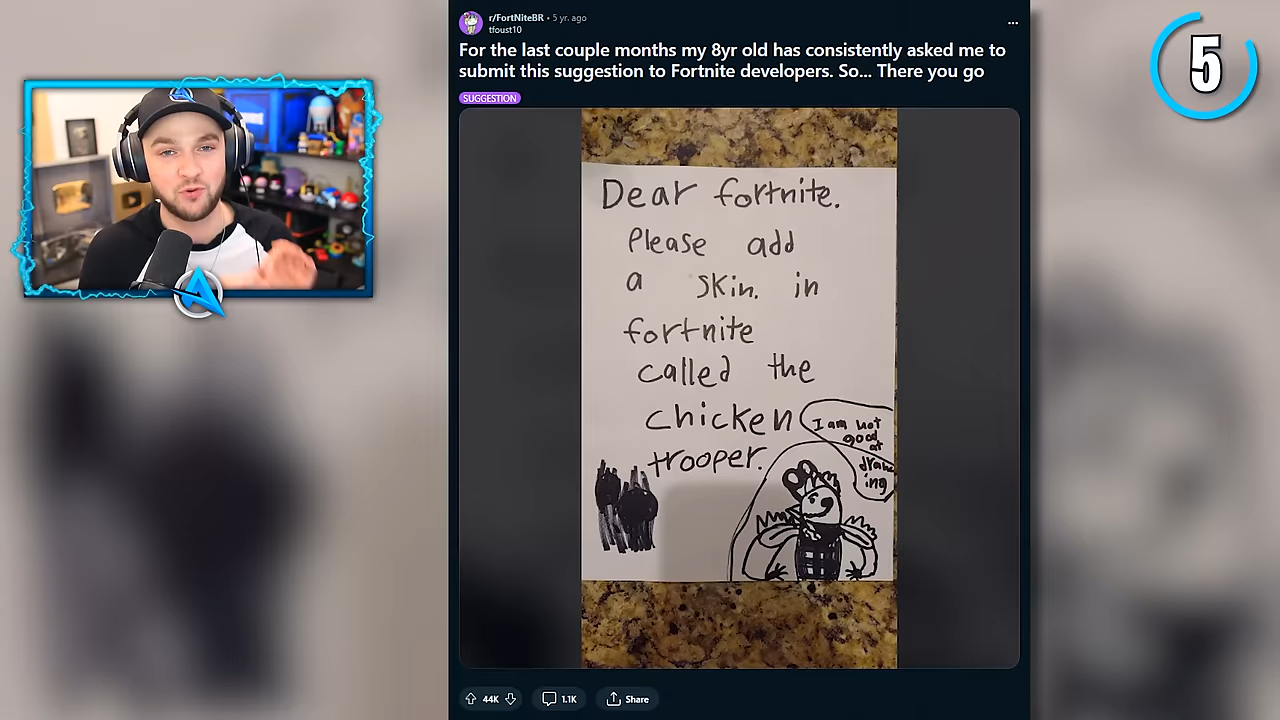 r/FortNiteBR • 5 yr. ago
tfoust10
For the last couple months my 8yr old has consistently asked me to
submit this suggestion to Fortnite developers. So... There you go
SUGGESTION
5
Dear fortnite.
Please add
a skin. in
fortnite
called the
chicken
trooper.
I am not
good
at
draw
ing
44K
1.1K
Share